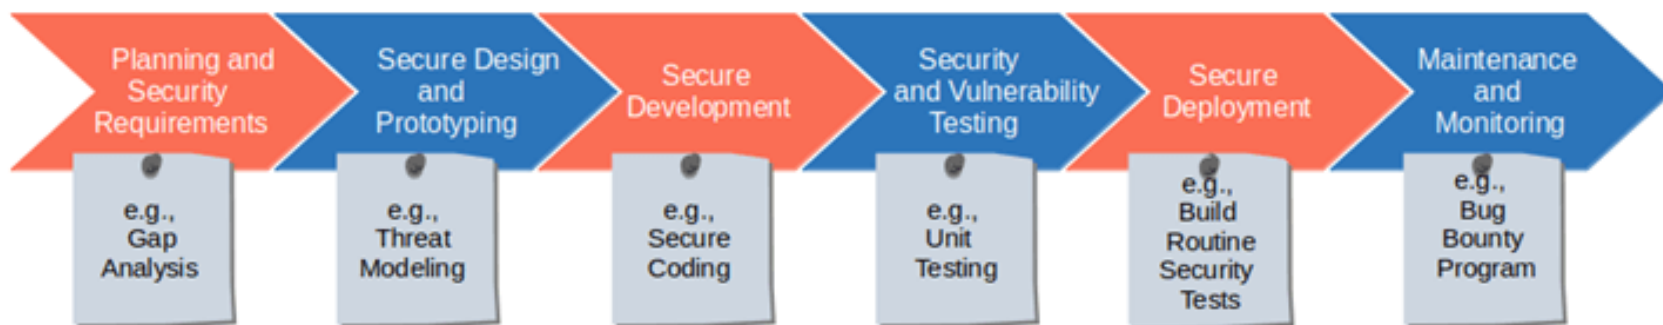 Planning and
Security
Requirements
Secure Design
and
Prototyping
Secure
Development
Security
and Vulnerability
Testing
Secure
Deployment
Maintenance
and
Monitoring
e.g.,
Gap
Analysis
e.g.,
Threat
Modeling
e.g.,
Secure
Coding
e.g.,
Unit
Testing
e.g.,
Build
Routine
Security
Tests
e.g.,
Bug
Bounty
Program